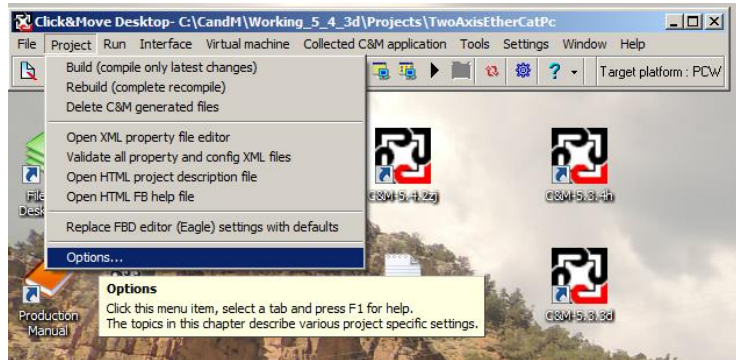 Click&Move Desktop- C:\CandM\Working_5_4_3d\Projects\TwoAxisEtherCatPc
File Project Run Interface Virtual machine Collected C&M application Tools Settings Window Help
Target platform : PCW
Build (compile only latest changes)
Rebuild (complete recompile)
Delete C&M generated files
Open XML property file editor
Validate all property and config XML files
Open HTML project description file
Open HTML FB help file
Replace FBD editor (Eagle) settings with defaults
Options...
Options
Click this menu item, select a tab and press F1 for help.
The topics in this chapter describe various project specific settings.
C&M-5.4.2zj
C&M-5.3.4h
C&M-5.3.3d
Production
Manual